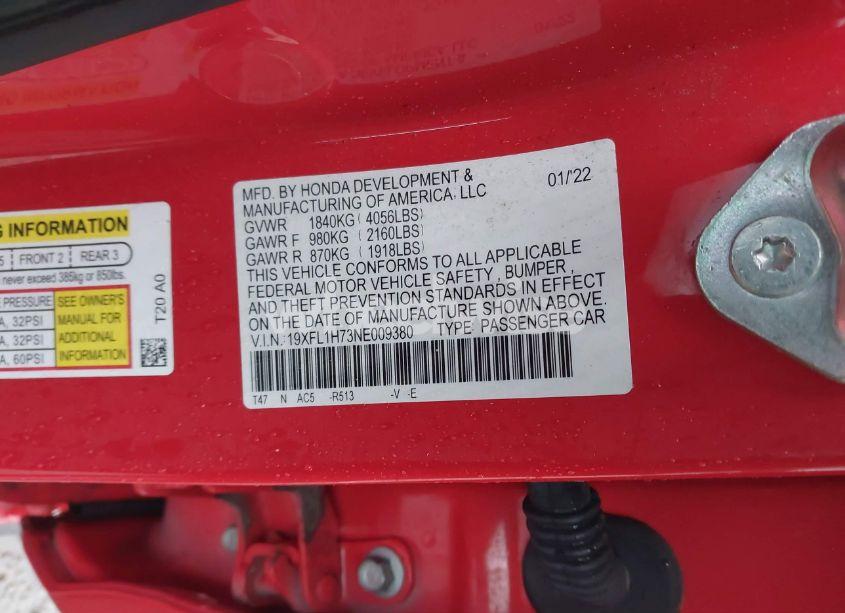 01/22
MFD. BY HONDA DEVELOPMENT &
MANUFACTURING OF AMERICA, LLC 01/'22
GVWR 1840KG ( 4056LBS)
GAWR F 980KG ( 2160LBS)
GAWR R 870KG ( 1918LBS)
THIS VEHICLE CONFORMS TO ALL APPLICABLE
FEDERAL MOTOR VEHICLE SAFETY , BUMPER ,
AND THEFT PREVENTION STANDARDS IN EFFECT
ON THE DATE OF MANUFACTURE SHOWN ABOVE.
V.I.N.:19XFL1H73NE009380 TYPE: PASSENGER CAR
T47 N AC5 -R513 -V -E
G INFORMATION
5 FRONT 2 REAR 3
never exceed 385kg or 850lbs.
PRESSURE SEE OWNER'S
A, 32PSI MANUAL FOR
A, 32PSI ADDITIONAL
A, 60PSI INFORMATION
T20 A0